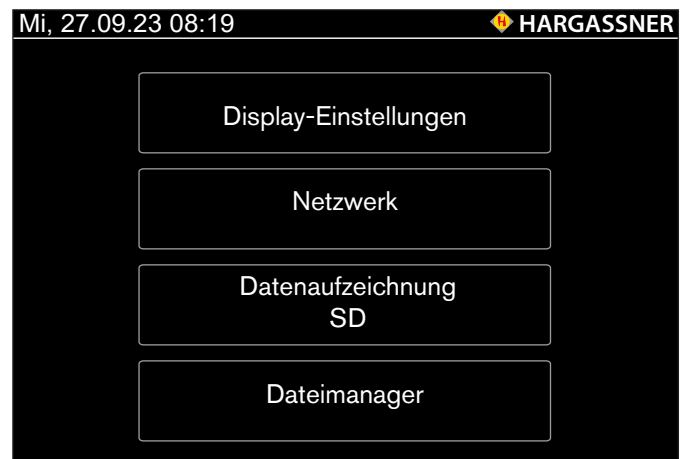 Mi, 27.09.23 08:19
HARGASSNER
Display-Einstellungen
Netzwerk
Datenaufzeichnung
SD
Dateimanager